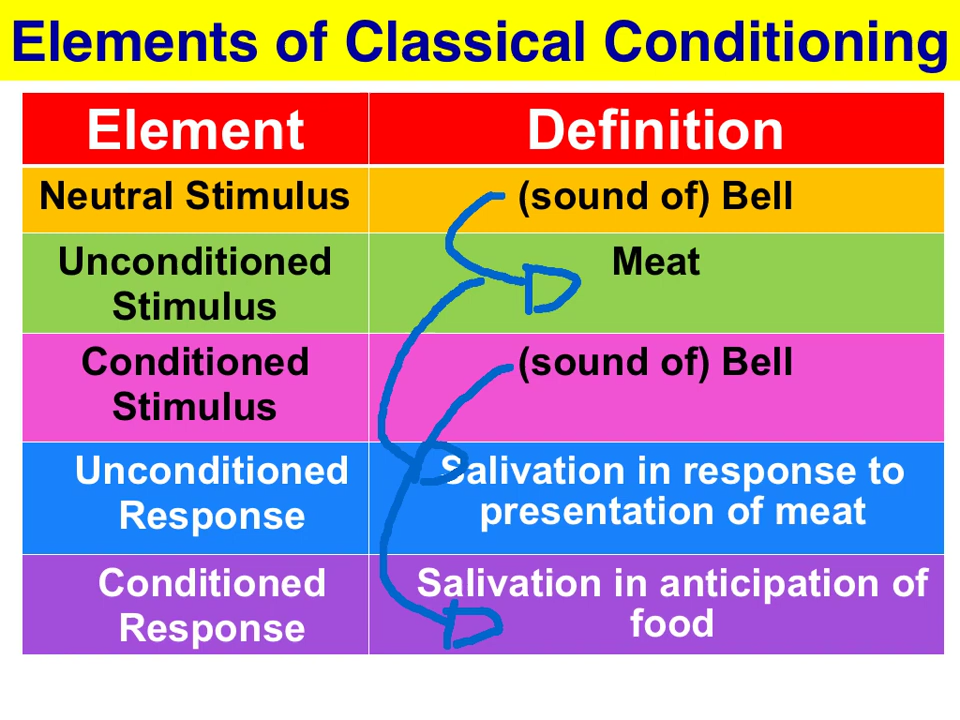 Elements of Classical Conditioning
Element
Definition
Neutral Stimulus
(sound of) Bell
Unconditioned
Stimulus
Meat
Conditioned
Stimulus
(sound of) Bell
Unconditioned
Response
Salivation in response to
presentation of meat
Conditioned
Response
Salivation in anticipation of
food